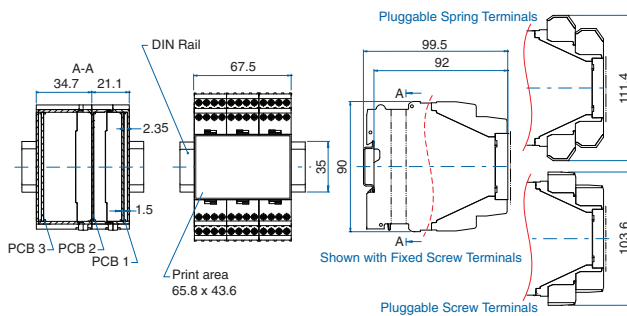 Pluggable Spring Terminals
DIN Rail
99.5
A-A
67.5
92
34.7
21.1
A
2.35
111.4
35
90
1.5
PCB 3
PCB 2
PCB 1
A
Shown with Fixed Screw Terminals
103.6
Print area
65.8 x 43.6
Pluggable Screw Terminals